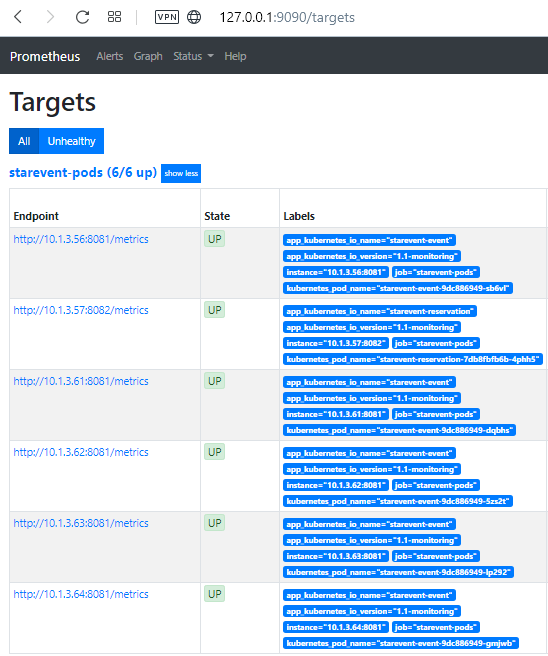 VPN 127.0.0.1:9090/targets
Prometheus Alerts Graph Status Help
Targets
All Unhealthy
starevent-pods (6/6 up) show less
Endpoint State Labels
http://10.1.3.56:8081/metrics UP app_kubernetes_io_name="starevent-event"
app_kubernetes_io_version="1.1-monitoring"
instance="10.1.3.56:8081" job="starevent-pods"
kubernetes_pod_name="starevent-event-9dc886949-sb6vl"
http://10.1.3.57:8082/metrics UP app_kubernetes_io_name="starevent-reservation"
app_kubernetes_io_version="1.1-monitoring"
instance="10.1.3.57:8082" job="starevent-pods"
kubernetes_pod_name="starevent-reservation-7db8fbfb6b-4phh5"
http://10.1.3.61:8081/metrics UP app_kubernetes_io_name="starevent-event"
app_kubernetes_io_version="1.1-monitoring"
instance="10.1.3.61:8081" job="starevent-pods"
kubernetes_pod_name="starevent-event-9dc886949-dqbhs"
http://10.1.3.62:8081/metrics UP app_kubernetes_io_name="starevent-event"
app_kubernetes_io_version="1.1-monitoring"
instance="10.1.3.62:8081" job="starevent-pods"
kubernetes_pod_name="starevent-event-9dc886949-5zs2t"
http://10.1.3.63:8081/metrics UP app_kubernetes_io_name="starevent-event"
app_kubernetes_io_version="1.1-monitoring"
instance="10.1.3.63:8081" job="starevent-pods"
kubernetes_pod_name="starevent-event-9dc886949-lp292"
http://10.1.3.64:8081/metrics UP app_kubernetes_io_name="starevent-event"
app_kubernetes_io_version="1.1-monitoring"
instance="10.1.3.64:8081" job="starevent-pods"
kubernetes_pod_name="starevent-event-9dc886949-gmjwb"